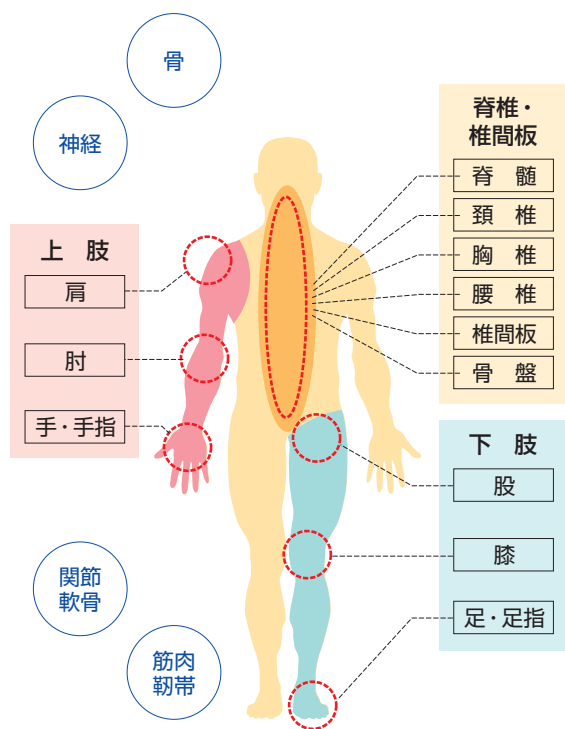 骨
神経
上 肢
肩
肘
手・手指
関節
軟骨
筋肉
靭帯
脊椎・
椎間板
脊 髄
頚 椎
胸 椎
腰 椎
椎間板
骨 盤
下 肢
股
膝
足・足指